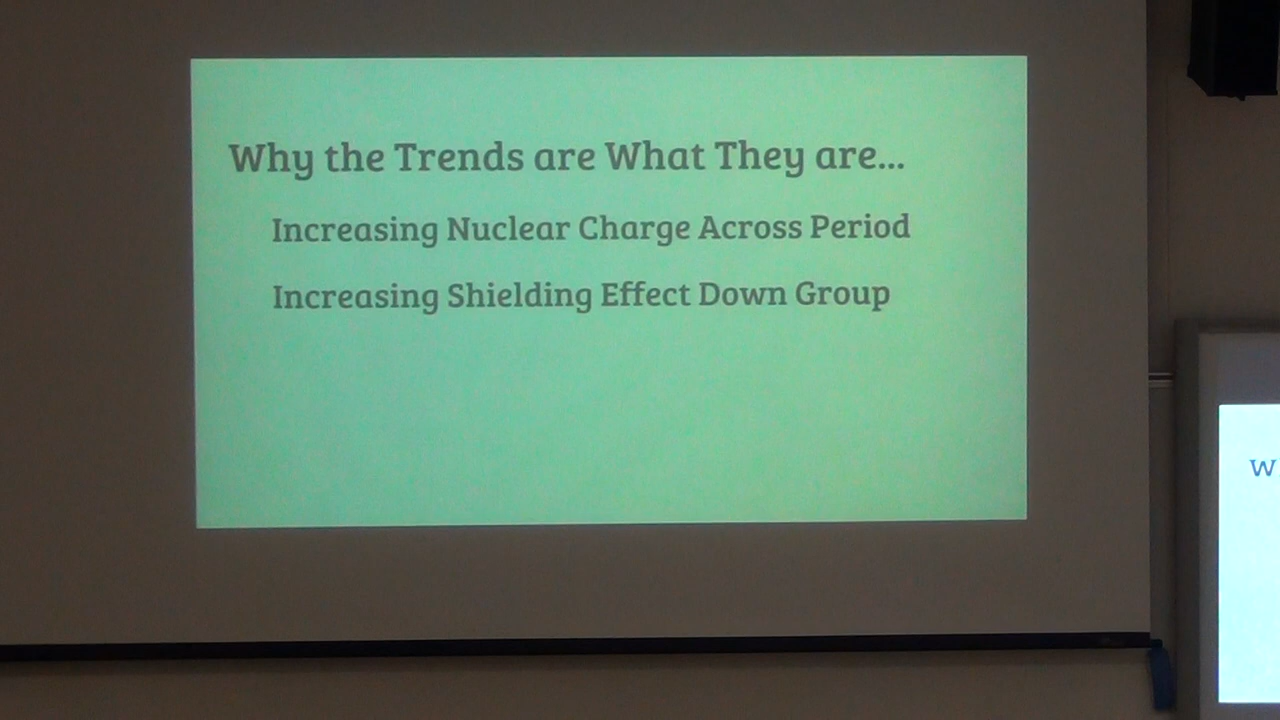 Why the Trends are What They are...
Increasing Nuclear Charge Across Period
Increasing Shielding Effect Down Group
W